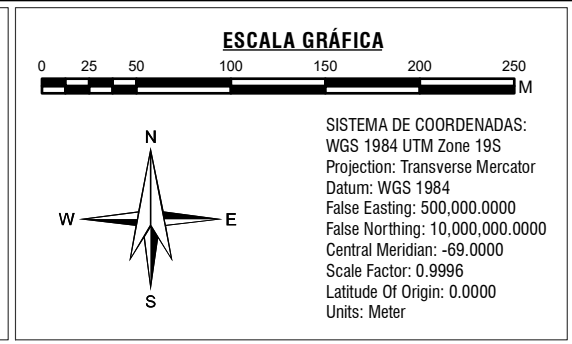 ESCALA GRÁFICA
0 25 50 100 150 200 250
M
N
W E
S
SISTEMA DE COORDENADAS:
WGS 1984 UTM Zone 19S
Projection: Transverse Mercator
Datum: WGS 1984
False Easting: 500,000.0000
False Northing: 10,000,000.0000
Central Meridian: -69.0000
Scale Factor: 0.9996
Latitude Of Origin: 0.0000
Units: Meter